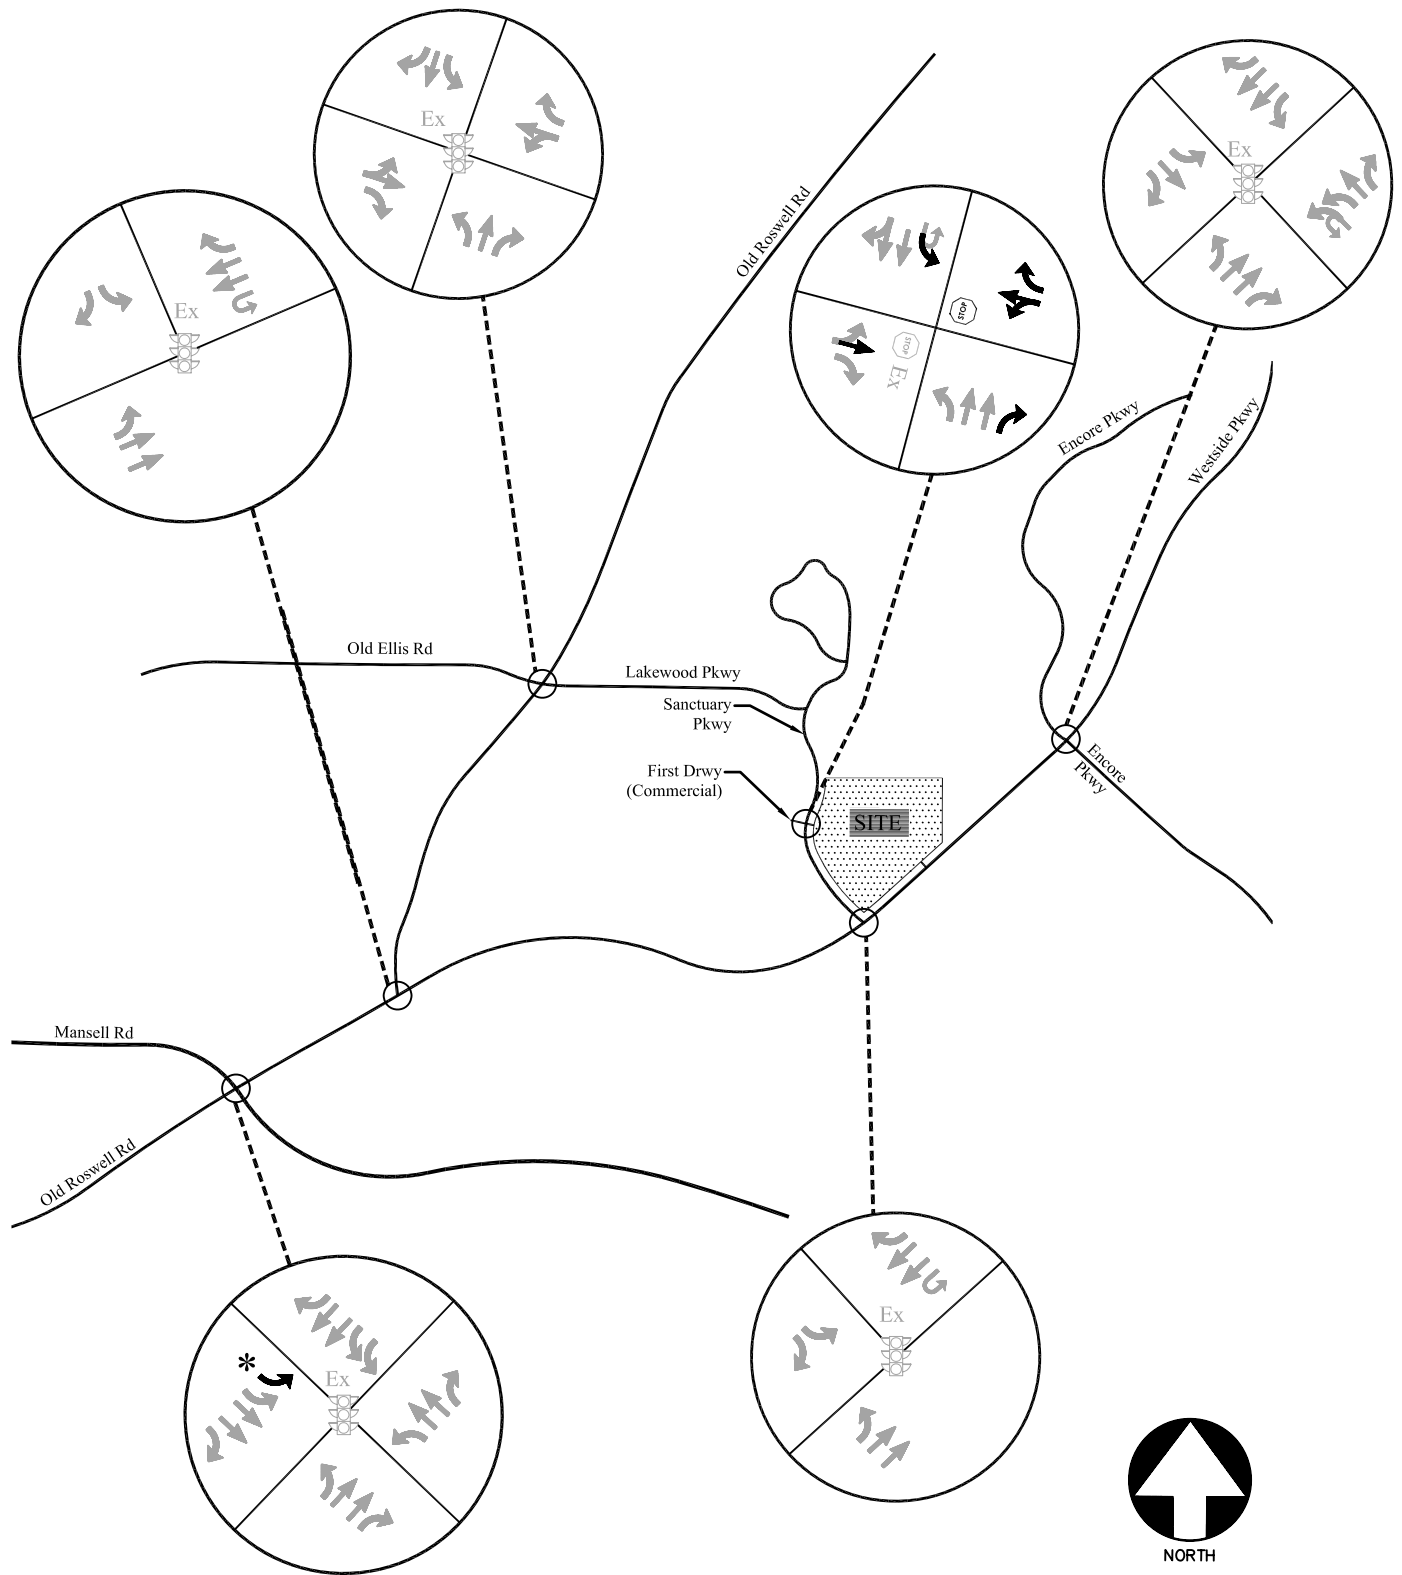 Ex
Ex
Ex
Old Roswell Rd
STOP
STOP
Ex
Ex
Encore Pkwy
Westside Pkwy
Old Ellis Rd
Lakewood Pkwy
Sanctuary
Pkwy
First Drwy
(Commercial)
SITE
Encore
Pkwy
Mansell Rd
Old Roswell Rd
*
Ex
NORTH